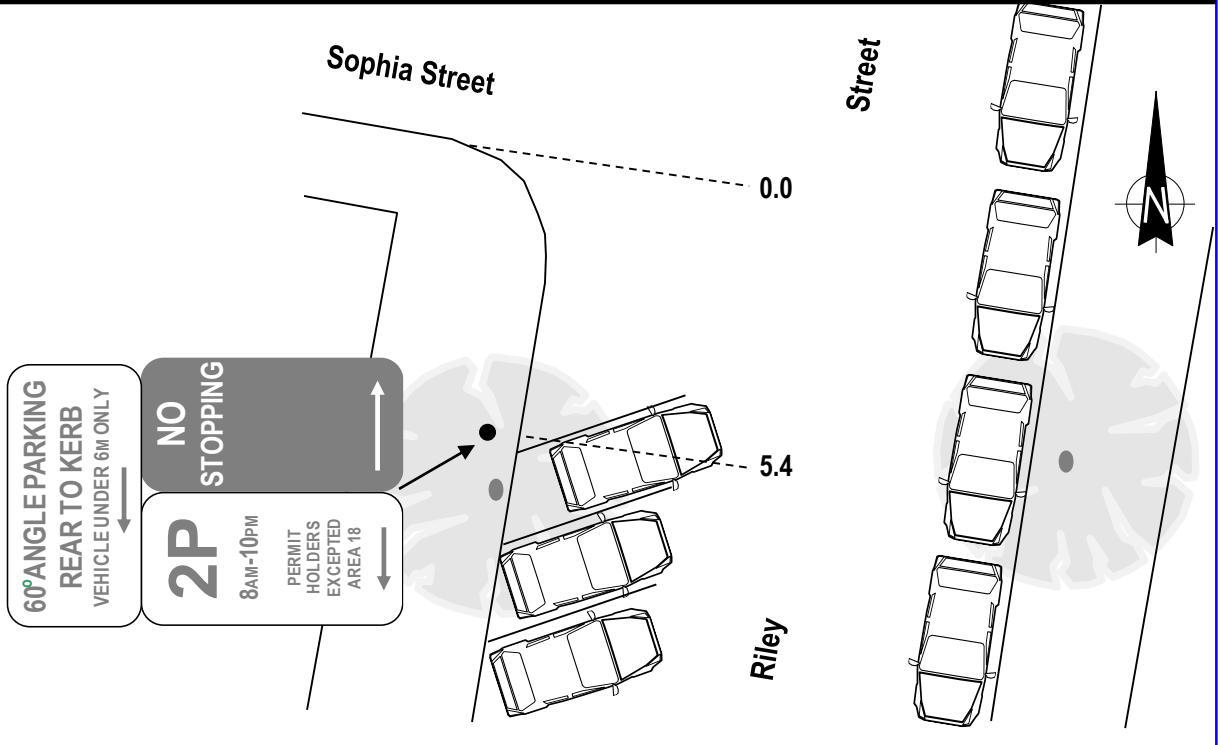 Sophia Street
Street
0.0
N
5.4
60° ANGLE PARKING
REAR TO KERB
VEHICLE UNDER 6M ONLY
NO
STOPPING
2P
8AM-10PM
PERMIT
HOLDERS
EXCEPTED
AREA 18
Riley